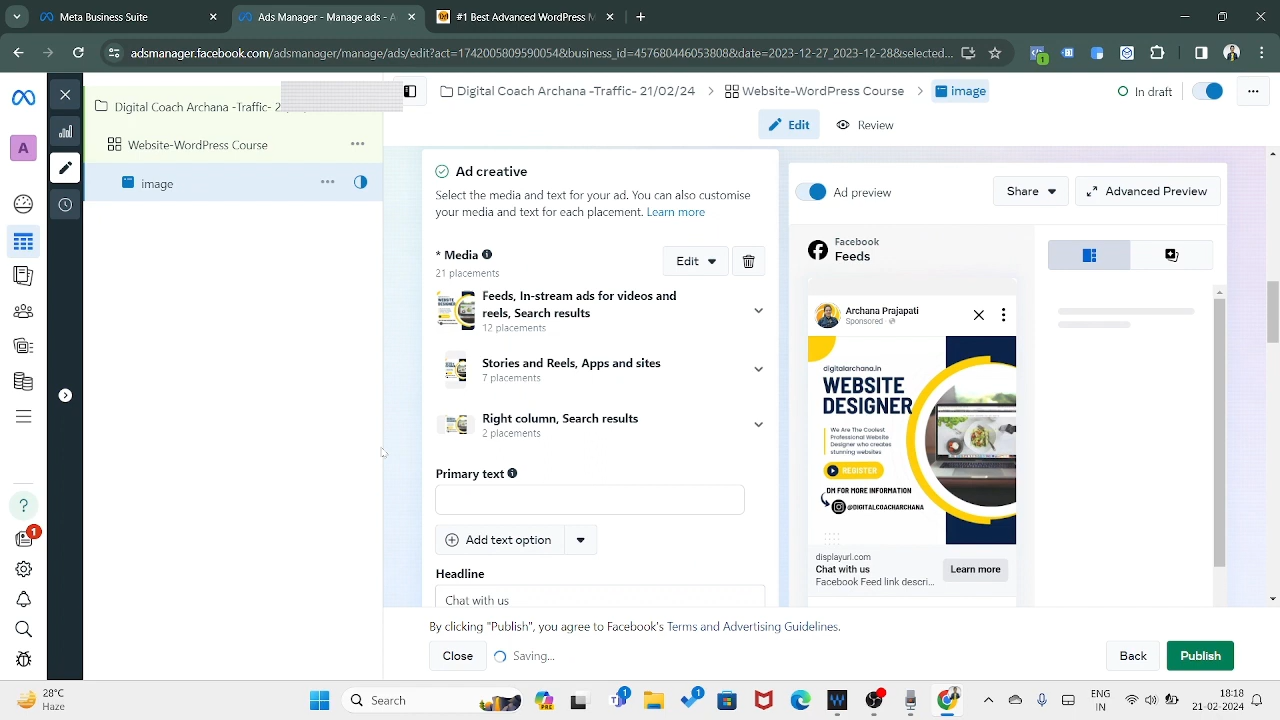 Meta Business Suite
Ads Manager - Manage ads -
#1 Best Advanced WordPress W
adsmanager.facebook.com/adsmanager/manage/ads/edit?act=1742005809590054&business_id=457680446053808&date=2023-12-27_2023-12-28&selected...
Digital Coach Archana -Traffic- 2
Digital Coach Archana -Traffic- 21/02/24
Website-WordPress Course
image
In draft
Edit
Review
A
Website-WordPress Course
image
Ad creative
Select the media and text for your ad. You can also customise
your media and text for each placement. Learn more
* Media
21 placements
Edit
Feeds, In-stream ads for videos and
reels, Search results
12 placements
Stories and Reels, Apps and sites
7 placements
Right column, Search results
2 placements
Primary text
Add text option
Headline
Chat with us
Ad preview
Share
Advanced Preview
Facebook
Feeds
Archana Prajapati
Sponsored
digitalarchana.in
WEBSITE
DESIGNER
We Are The Coolest
Professional Website
Designer who creates
stunning websites
REGISTER
DM FOR MORE INFORMATION
@DIGITALCOACHARCHANA
displayurl.com
Chat with us
Facebook Feed link descri...
Learn more
By clicking "Publish", you agree to Facebook's Terms and Advertising Guidelines.
Close
Saving...
Back
Publish
28°C
Haze
Search
1
1
ENG
IN
18:18
21-02-2024